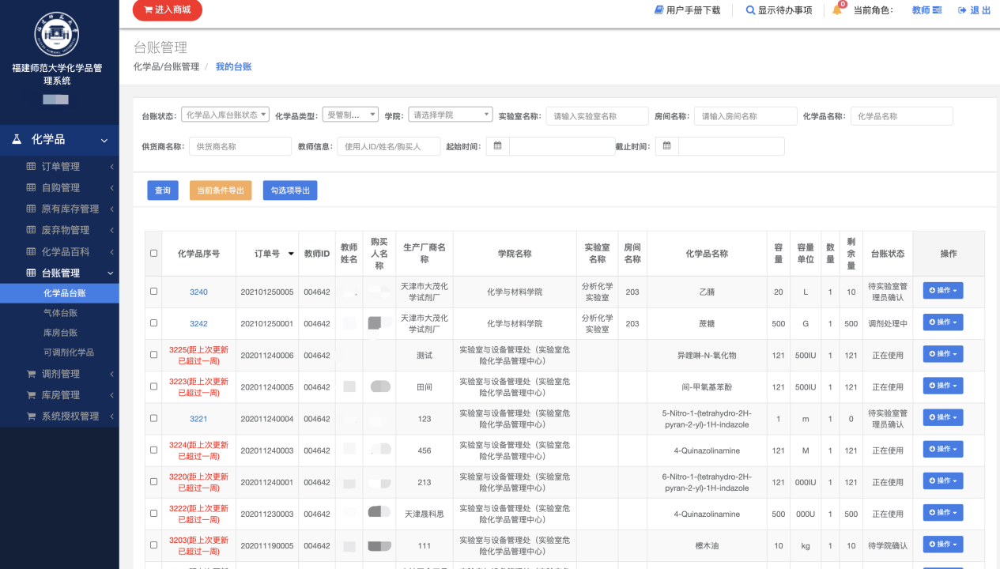 进入商城
用户手册下载
显示待办事项
0
当前角色：
教师
退 出
福建师范大学化学品管
理系统
化学品
订单管理
自购管理
原有库存管理
废弃物管理
化学品百科
台账管理
化学品台账
气体台账
库房台账
可调剂化学品
调剂管理
库房管理
系统授权管理
台账管理
化学品/台账管理 / 我的台账
台账状态： 化学品入库台账状态 化学品类型： 受管制... 学院： 请选择学院 实验室名称： 请输入实验室名称 房间名称： 请输入房间名称 化学品名称： 化学品名称
供货商名称： 供货商名称 教师信息： 使用人ID/姓名/购买人 起始时间： 截止时间：
查询 当前条件导出 勾选项导出
化学品序号 订单号 教师ID 教师姓名 购买人名称 生产厂商名称 学院名称 实验室名称 房间名称 化学品名称 容量 容量单位 数量 剩余量 台账状态 操作
3240 202101250005 004642 天津市大茂化学试剂厂 化学与材料学院 分析化学实验室 203 乙腈 20 L 1 10 待实验室管理员确认 操作
3242 202101250001 004642 天津市大茂化学试剂厂 化学与材料学院 分析化学实验室 203 蔗糖 500 G 1 500 调剂处理中 操作
3225(距上次更新已超过一周) 202011240006 004642 测试 实验室与设备管理处（实验室危险化学品管理中心） 异喹啉-N-氧化物 121 500IU 1 121 正在使用 操作
3223(距上次更新已超过一周) 202011240005 004642 田间 实验室与设备管理处（实验室危险化学品管理中心） 间-甲氧基苯酚 121 500IU 1 121 正在使用 操作
3221 202011240004 004642 123 实验室与设备管理处（实验室危险化学品管理中心） 5-Nitro-1-(tetrahydro-2H-pyran-2-yl)-1H-indazole 1 m 1 0 待实验室管理员确认 操作
3224(距上次更新已超过一周) 202011240003 004642 456 实验室与设备管理处（实验室危险化学品管理中心） 4-Quinazolinamine 121 M 1 121 正在使用 操作
3220(距上次更新已超过一周) 202011240001 004642 213 实验室与设备管理处（实验室危险化学品管理中心） 6-Nitro-1-(tetrahydro-2H-pyran-2-yl)-1H-indazole 121 000IU 1 121 正在使用 操作
3222(距上次更新已超过一周) 202011230003 004642 天津晟科思 实验室与设备管理处（实验室危险化学品管理中心） 4-Quinazolinamine 500 000U 1 500 正在使用 操作
3203(距上次更新已超过一周) 202011190005 004642 111 实验室与设备管理处（实验室危险化学品管理中心） 檫木油 10 kg 1 10 待学院确认 操作